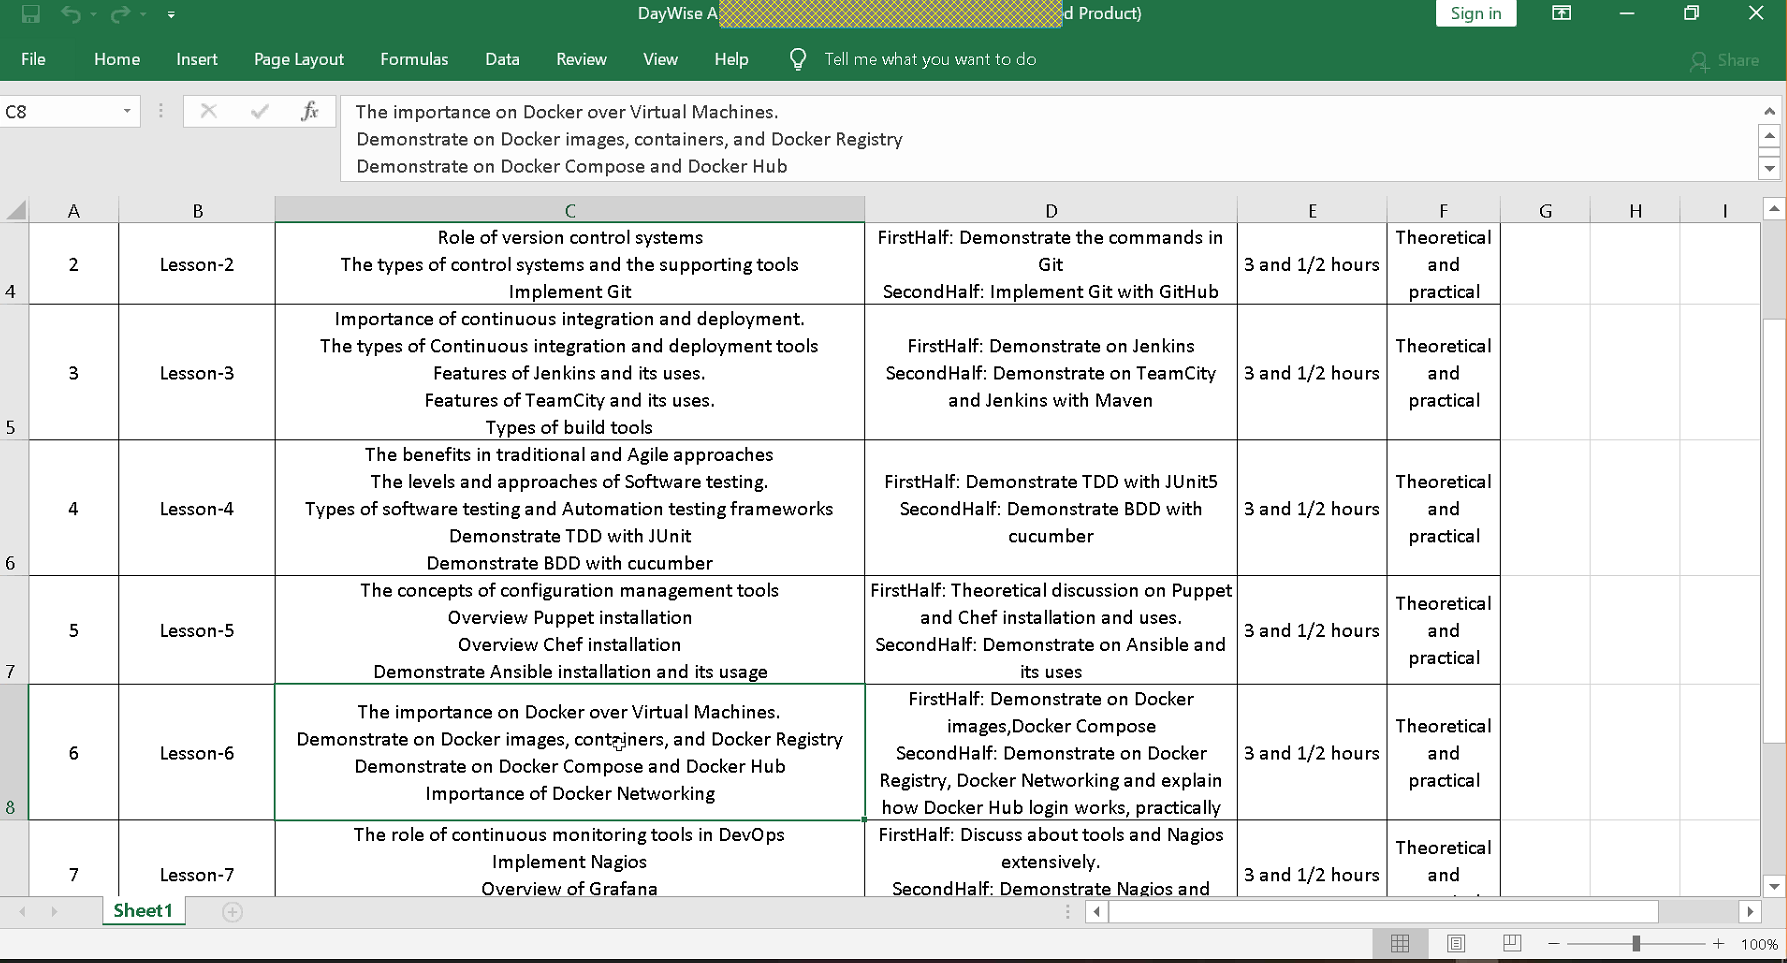 DayWise A
d Product)
Sign in
File Home Insert Page Layout Formulas Data Review View Help Tell me what you want to do Share
C8
fx
The importance on Docker over Virtual Machines.
Demonstrate on Docker images, containers, and Docker Registry
Demonstrate on Docker Compose and Docker Hub
A B C D E F G H I
4
2
Lesson-2
Role of version control systems
The types of control systems and the supporting tools
Implement Git
FirstHalf: Demonstrate the commands in
Git
SecondHalf: Implement Git with GitHub
3 and 1/2 hours
Theoretical
and
practical
5
3
Lesson-3
Importance of continuous integration and deployment.
The types of Continuous integration and deployment tools
Features of Jenkins and its uses.
Features of TeamCity and its uses.
Types of build tools
FirstHalf: Demonstrate on Jenkins
SecondHalf: Demonstrate on TeamCity
and Jenkins with Maven
3 and 1/2 hours
Theoretical
and
practical
6
4
Lesson-4
The benefits in traditional and Agile approaches
The levels and approaches of Software testing.
Types of software testing and Automation testing frameworks
Demonstrate TDD with JUnit
Demonstrate BDD with cucumber
FirstHalf: Demonstrate TDD with JUnit5
SecondHalf: Demonstrate BDD with
cucumber
3 and 1/2 hours
Theoretical
and
practical
7
5
Lesson-5
The concepts of configuration management tools
Overview Puppet installation
Overview Chef installation
Demonstrate Ansible installation and its usage
FirstHalf: Theoretical discussion on Puppet
and Chef installation and uses.
SecondHalf: Demonstrate on Ansible and
its uses
3 and 1/2 hours
Theoretical
and
practical
8
6
Lesson-6
The importance on Docker over Virtual Machines.
Demonstrate on Docker images, containers, and Docker Registry
Demonstrate on Docker Compose and Docker Hub
Importance of Docker Networking
FirstHalf: Demonstrate on Docker
images,Docker Compose
SecondHalf: Demonstrate on Docker
Registry, Docker Networking and explain
how Docker Hub login works, practically
3 and 1/2 hours
Theoretical
and
practical
7
Lesson-7
The role of continuous monitoring tools in DevOps
Implement Nagios
Overview of Grafana
FirstHalf: Discuss about tools and Nagios
extensively.
SecondHalf: Demonstrate Nagios and
3 and 1/2 hours
Theoretical
and
Sheet1
100%